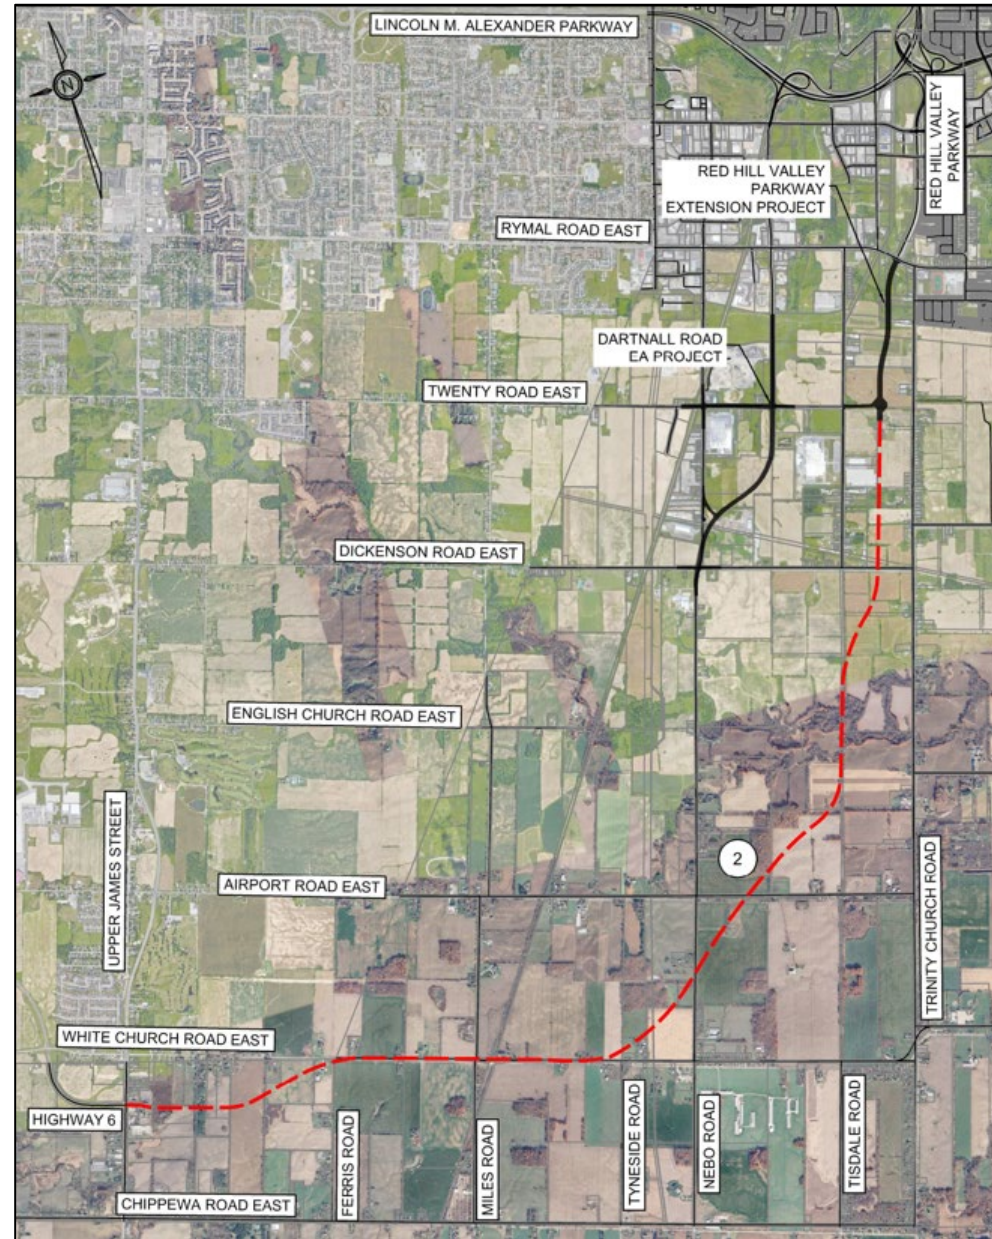 LINCOLN M. ALEXANDER PARKWAY
N
RED HILL VALLEY
PARKWAY
RED HILL VALLEY
PARKWAY
EXTENSION PROJECT
RYMAL ROAD EAST
DARTNALL ROAD
EA PROJECT
TWENTY ROAD EAST
DICKENSON ROAD EAST
ENGLISH CHURCH ROAD EAST
UPPER JAMES STREET
2
AIRPORT ROAD EAST
TRINITY CHURCH ROAD
WHITE CHURCH ROAD EAST
HIGHWAY 6
FERRIS ROAD
MILES ROAD
TYNESIDE ROAD
NEBO ROAD
TISDALE ROAD
CHIPPEWA ROAD EAST